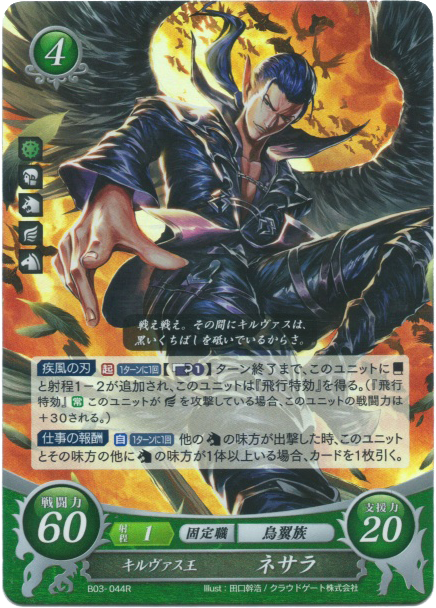 4
戦え戦え。その間にキルヴァスは、
黒いくちばしを砥いでいるからさ。
疾風の刃 起 1ターンに1回 (1) ターン終了まで、このユニットに
と射程1-2が追加され、このユニットは『飛行特効』を得る。(『飛行
特効』 常 このユニットが を攻撃している場合、このユニットの戦闘力は
+30される。)
仕事の報酬 自 1ターンに1回 他の の味方が出撃した時、このユニット
とその味方の他に の味方が1体以上いる場合、カードを1枚引く。
戦闘力
60
射程 1
固定職
鳥翼族
支援力
20
キルヴァス王 ネサラ
B03-044R
Illust:田口幹浩/クラウドゲート株式会社